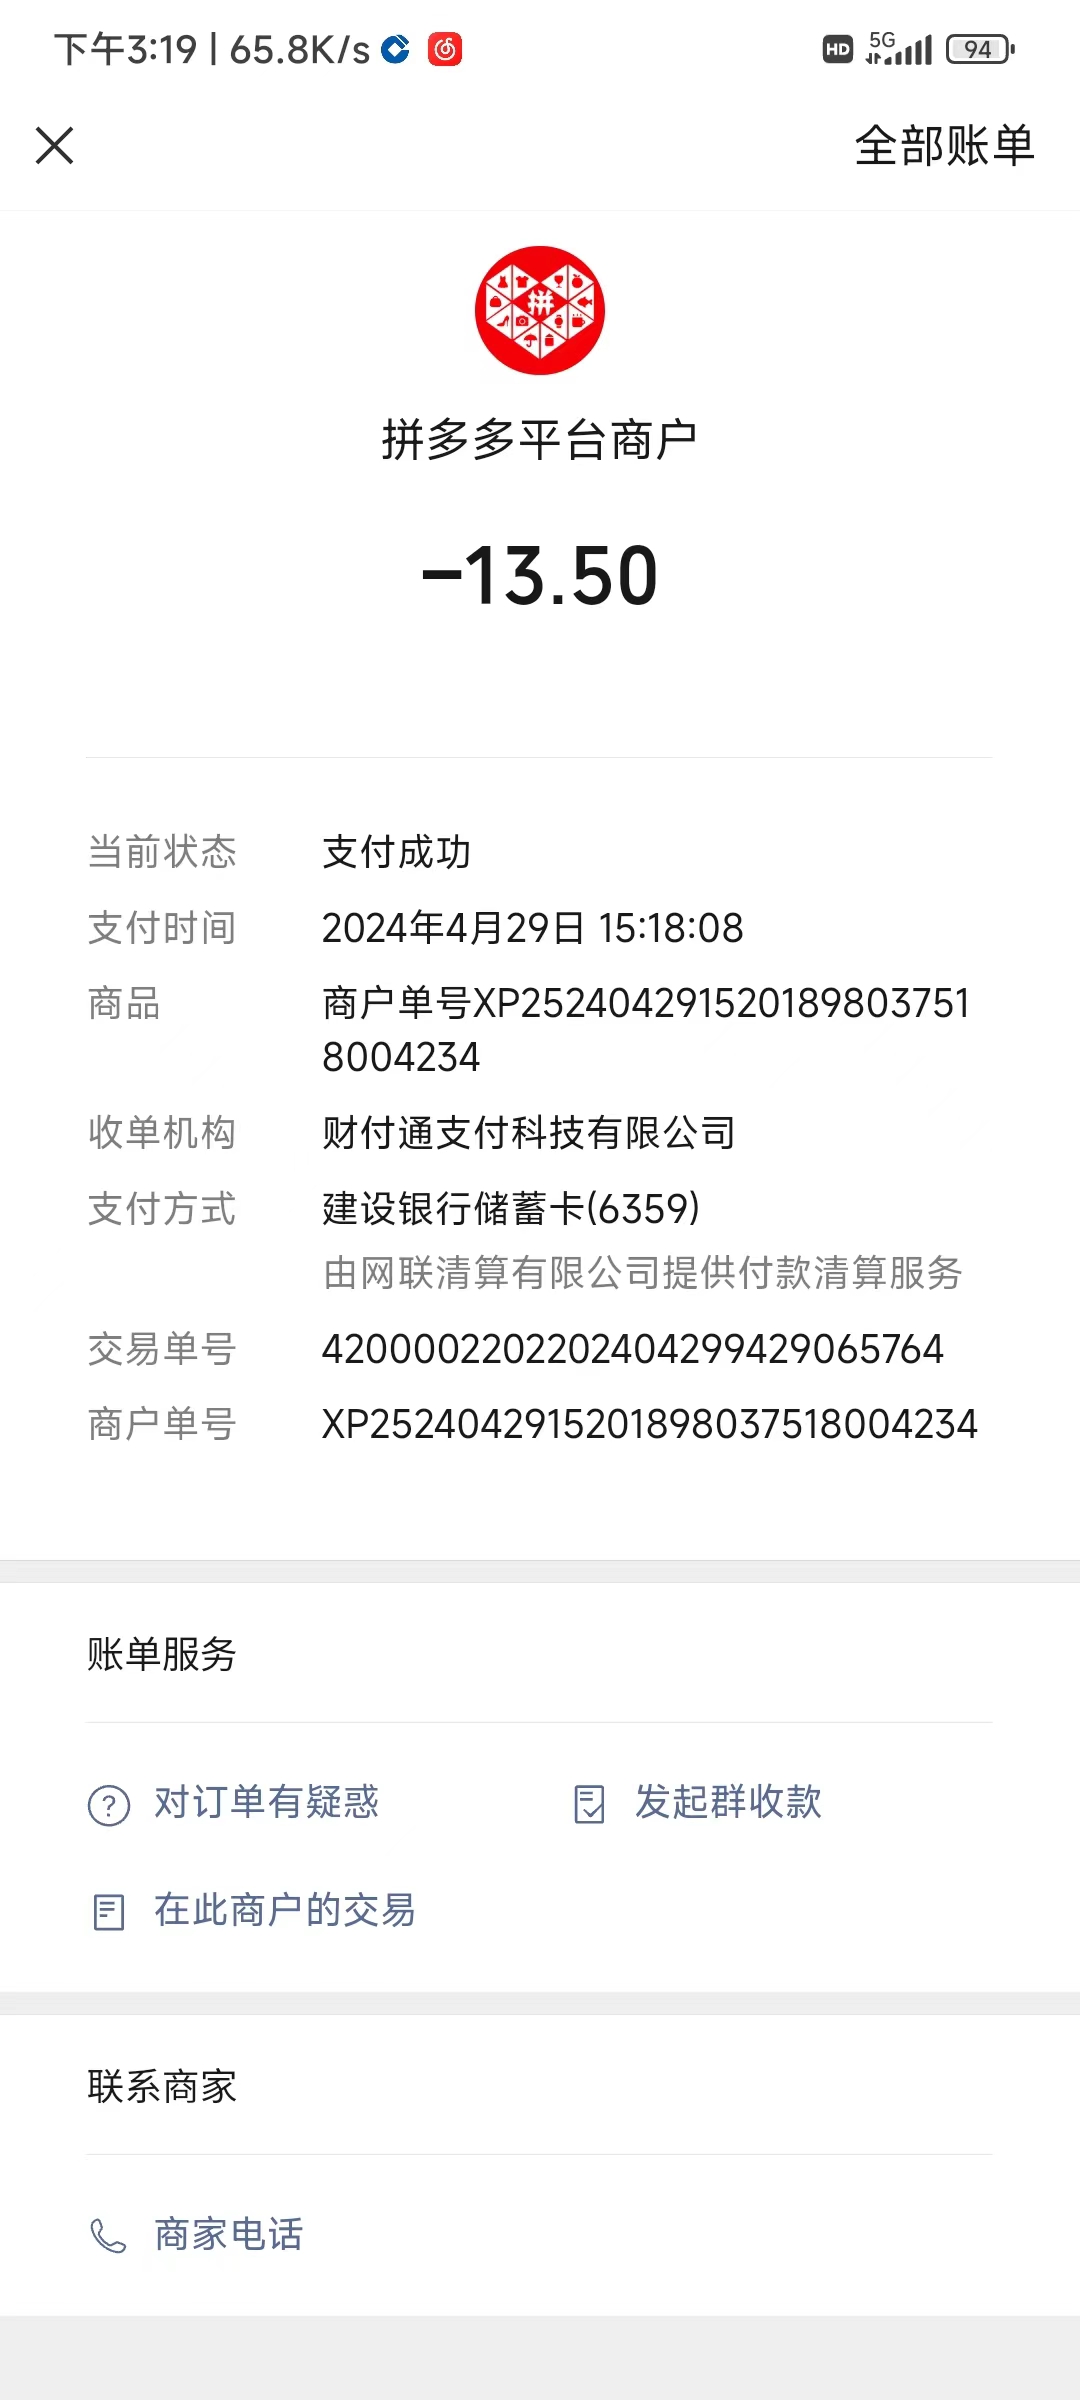 下午3:19 | 65.8K/s
HD 5G 94
全部账单
拼
拼多多平台商户
-13.50
当前状态 支付成功
支付时间 2024年4月29日 15:18:08
商品 商户单号XP2524042915201898037518004234
收单机构 财付通支付科技有限公司
支付方式 建设银行储蓄卡(6359)
由网联清算有限公司提供付款清算服务
交易单号 4200002202202404299429065764
商户单号 XP2524042915201898037518004234
账单服务
对订单有疑惑 发起群收款
在此商户的交易
联系商家
商家电话